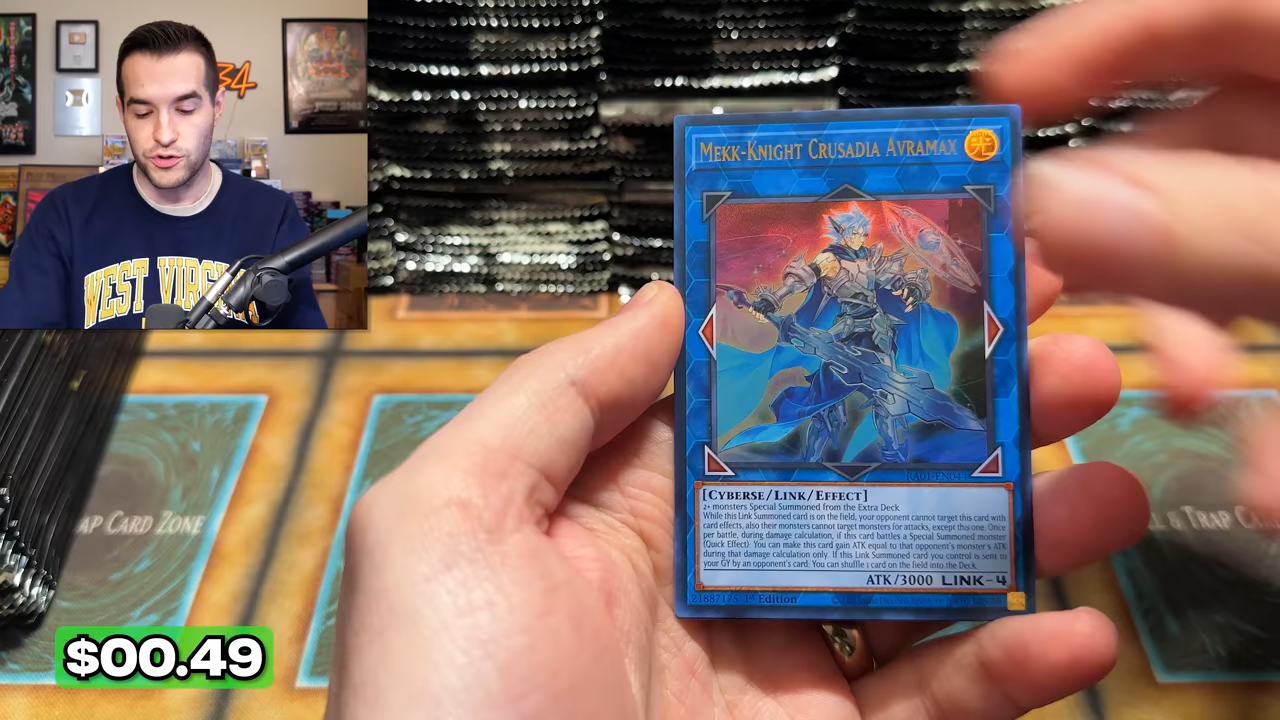 34
WEST VIRG
MEKK-KNIGHT CRUSADIA AVRAMAX
光
[CYBERSE/LINK/EFFECT]
2+ monsters Special Summoned from the Extra Deck
While this Link Summoned card is on the field, your opponent cannot target this card with
card effects, also their monsters cannot target monsters for attacks, except this one. Once
per battle, during damage calculation, if this card battles a Special Summoned monster
(Quick Effect): You can make this card gain ATK equal to that opponent's monster's ATK
during that damage calculation only. If this Link Summoned card you control is sent to
your GY by an opponent's card: You can shuffle 1 card on the field into the Deck.
ATK/3000 LINK-4
1st Edition
AP CARD ZONE
L & TRAP CA
$00.49